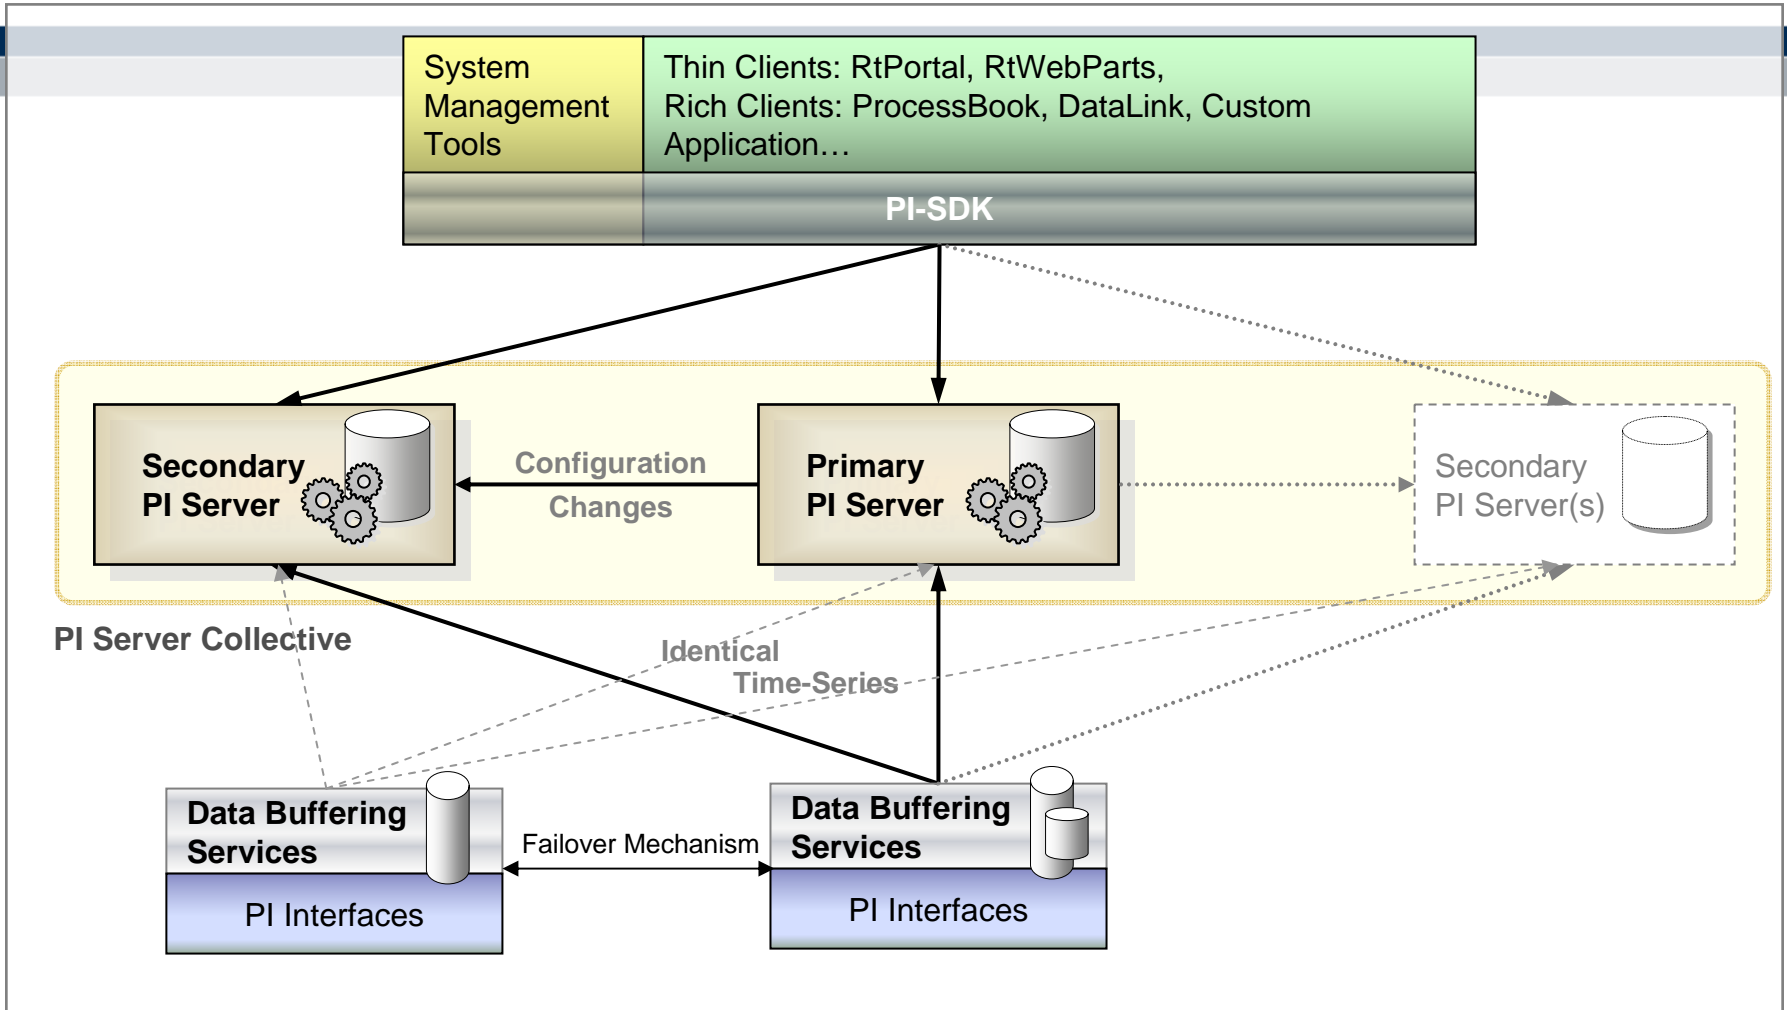 System
Management
Tools
Thin Clients: RtPortal, RtWebParts,
Rich Clients: ProcessBook, DataLink, Custom
Application…
PI-SDK
Secondary
PI Server
Configuration
Changes
Primary
PI Server
Secondary
PI Server(s)
PI Server Collective
Identical
Time-Series
Data Buffering
Services
PI Interfaces
Failover Mechanism
Data Buffering
Services
PI Interfaces